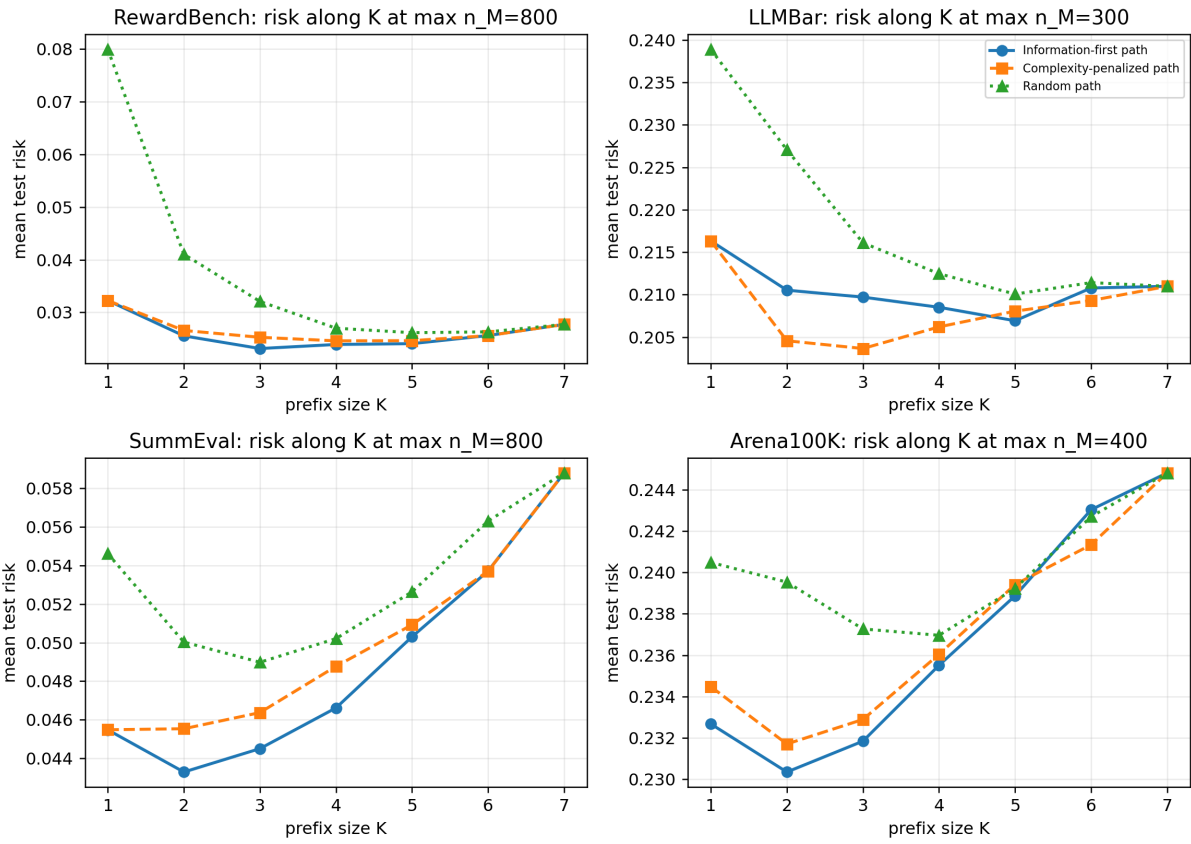 RewardBench: risk along K at max n_M=800
mean test risk
0.08
0.07
0.06
0.05
0.04
0.03
1 2 3 4 5 6 7
prefix size K
LLMBar: risk along K at max n_M=300
mean test risk
0.240
0.235
0.230
0.225
0.220
0.215
0.210
0.205
Information-first path
Complexity-penalized path
Random path
1 2 3 4 5 6 7
prefix size K
SummEval: risk along K at max n_M=800
mean test risk
0.058
0.056
0.054
0.052
0.050
0.048
0.046
0.044
1 2 3 4 5 6 7
prefix size K
Arena100K: risk along K at max n_M=400
mean test risk
0.244
0.242
0.240
0.238
0.236
0.234
0.232
0.230
1 2 3 4 5 6 7
prefix size K